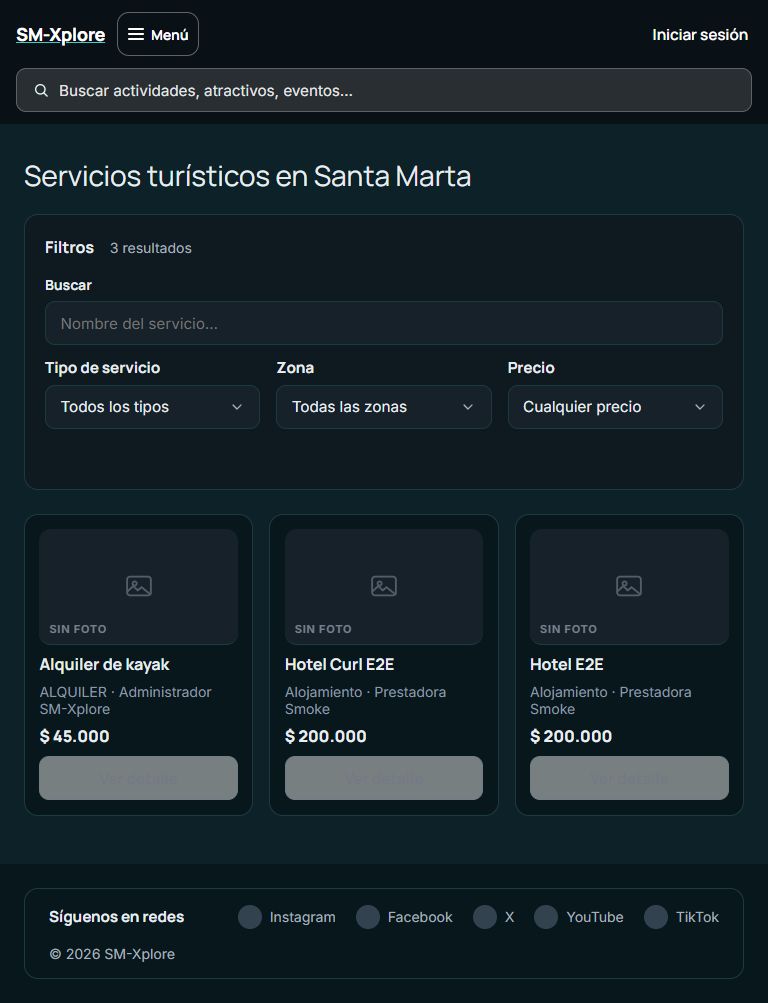 SM-Xplore
Menú
Iniciar sesión
Buscar actividades, atractivos, eventos...
Servicios turísticos en Santa Marta
Filtros 3 resultados
Buscar
Nombre del servicio...
Tipo de servicio Zona Precio
Todos los tipos Todas las zonas Cualquier precio
SIN FOTO
Alquiler de kayak
ALQUILER · Administrador
SM-Xplore
$ 45.000
Ver detalle
SIN FOTO
Hotel Curl E2E
Alojamiento · Prestadora
Smoke
$ 200.000
Ver detalle
SIN FOTO
Hotel E2E
Alojamiento · Prestadora
Smoke
$ 200.000
Ver detalle
Síguenos en redes Instagram Facebook X YouTube TikTok
© 2026 SM-Xplore